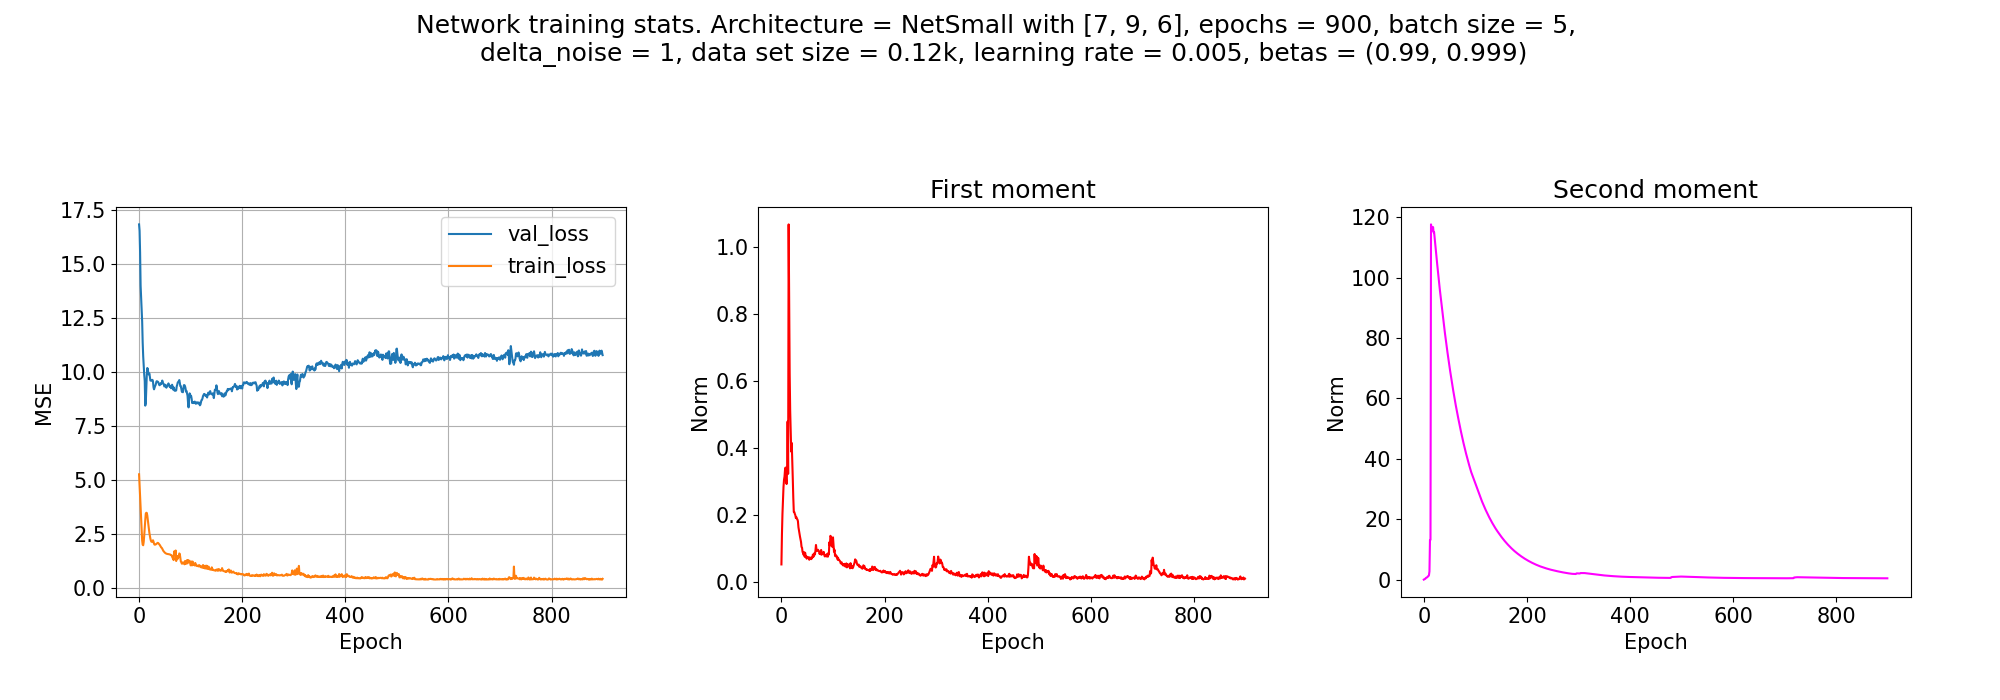 Network training stats. Architecture = NetSmall with [7, 9, 6], epochs = 900, batch size = 5,
delta_noise = 1, data set size = 0.12k, learning rate = 0.005, betas = (0.99, 0.999)
17.5
15.0
12.5
10.0
7.5
5.0
2.5
0.0
MSE
val_loss
train_loss
0 200 400 600 800
Epoch
First moment
1.0
0.8
0.6
0.4
0.2
0.0
Norm
0 200 400 600 800
Epoch
Second moment
120
100
80
60
40
20
0
Norm
0 200 400 600 800
Epoch